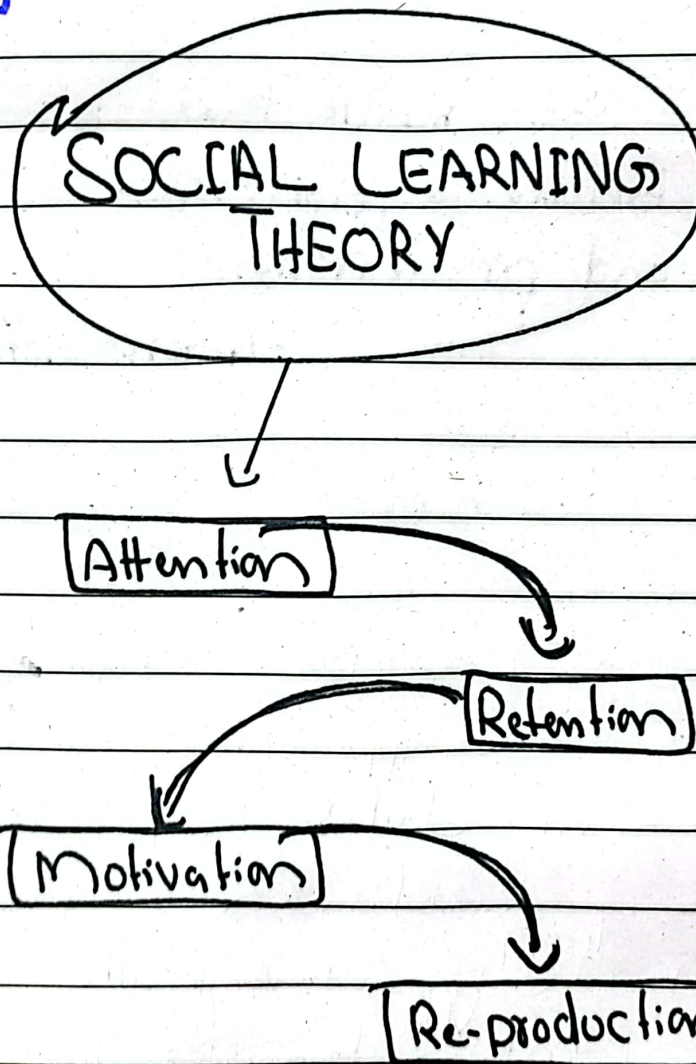 SOCIAL LEARNING
THEORY
Attention
Retention
Motivation
Re-production